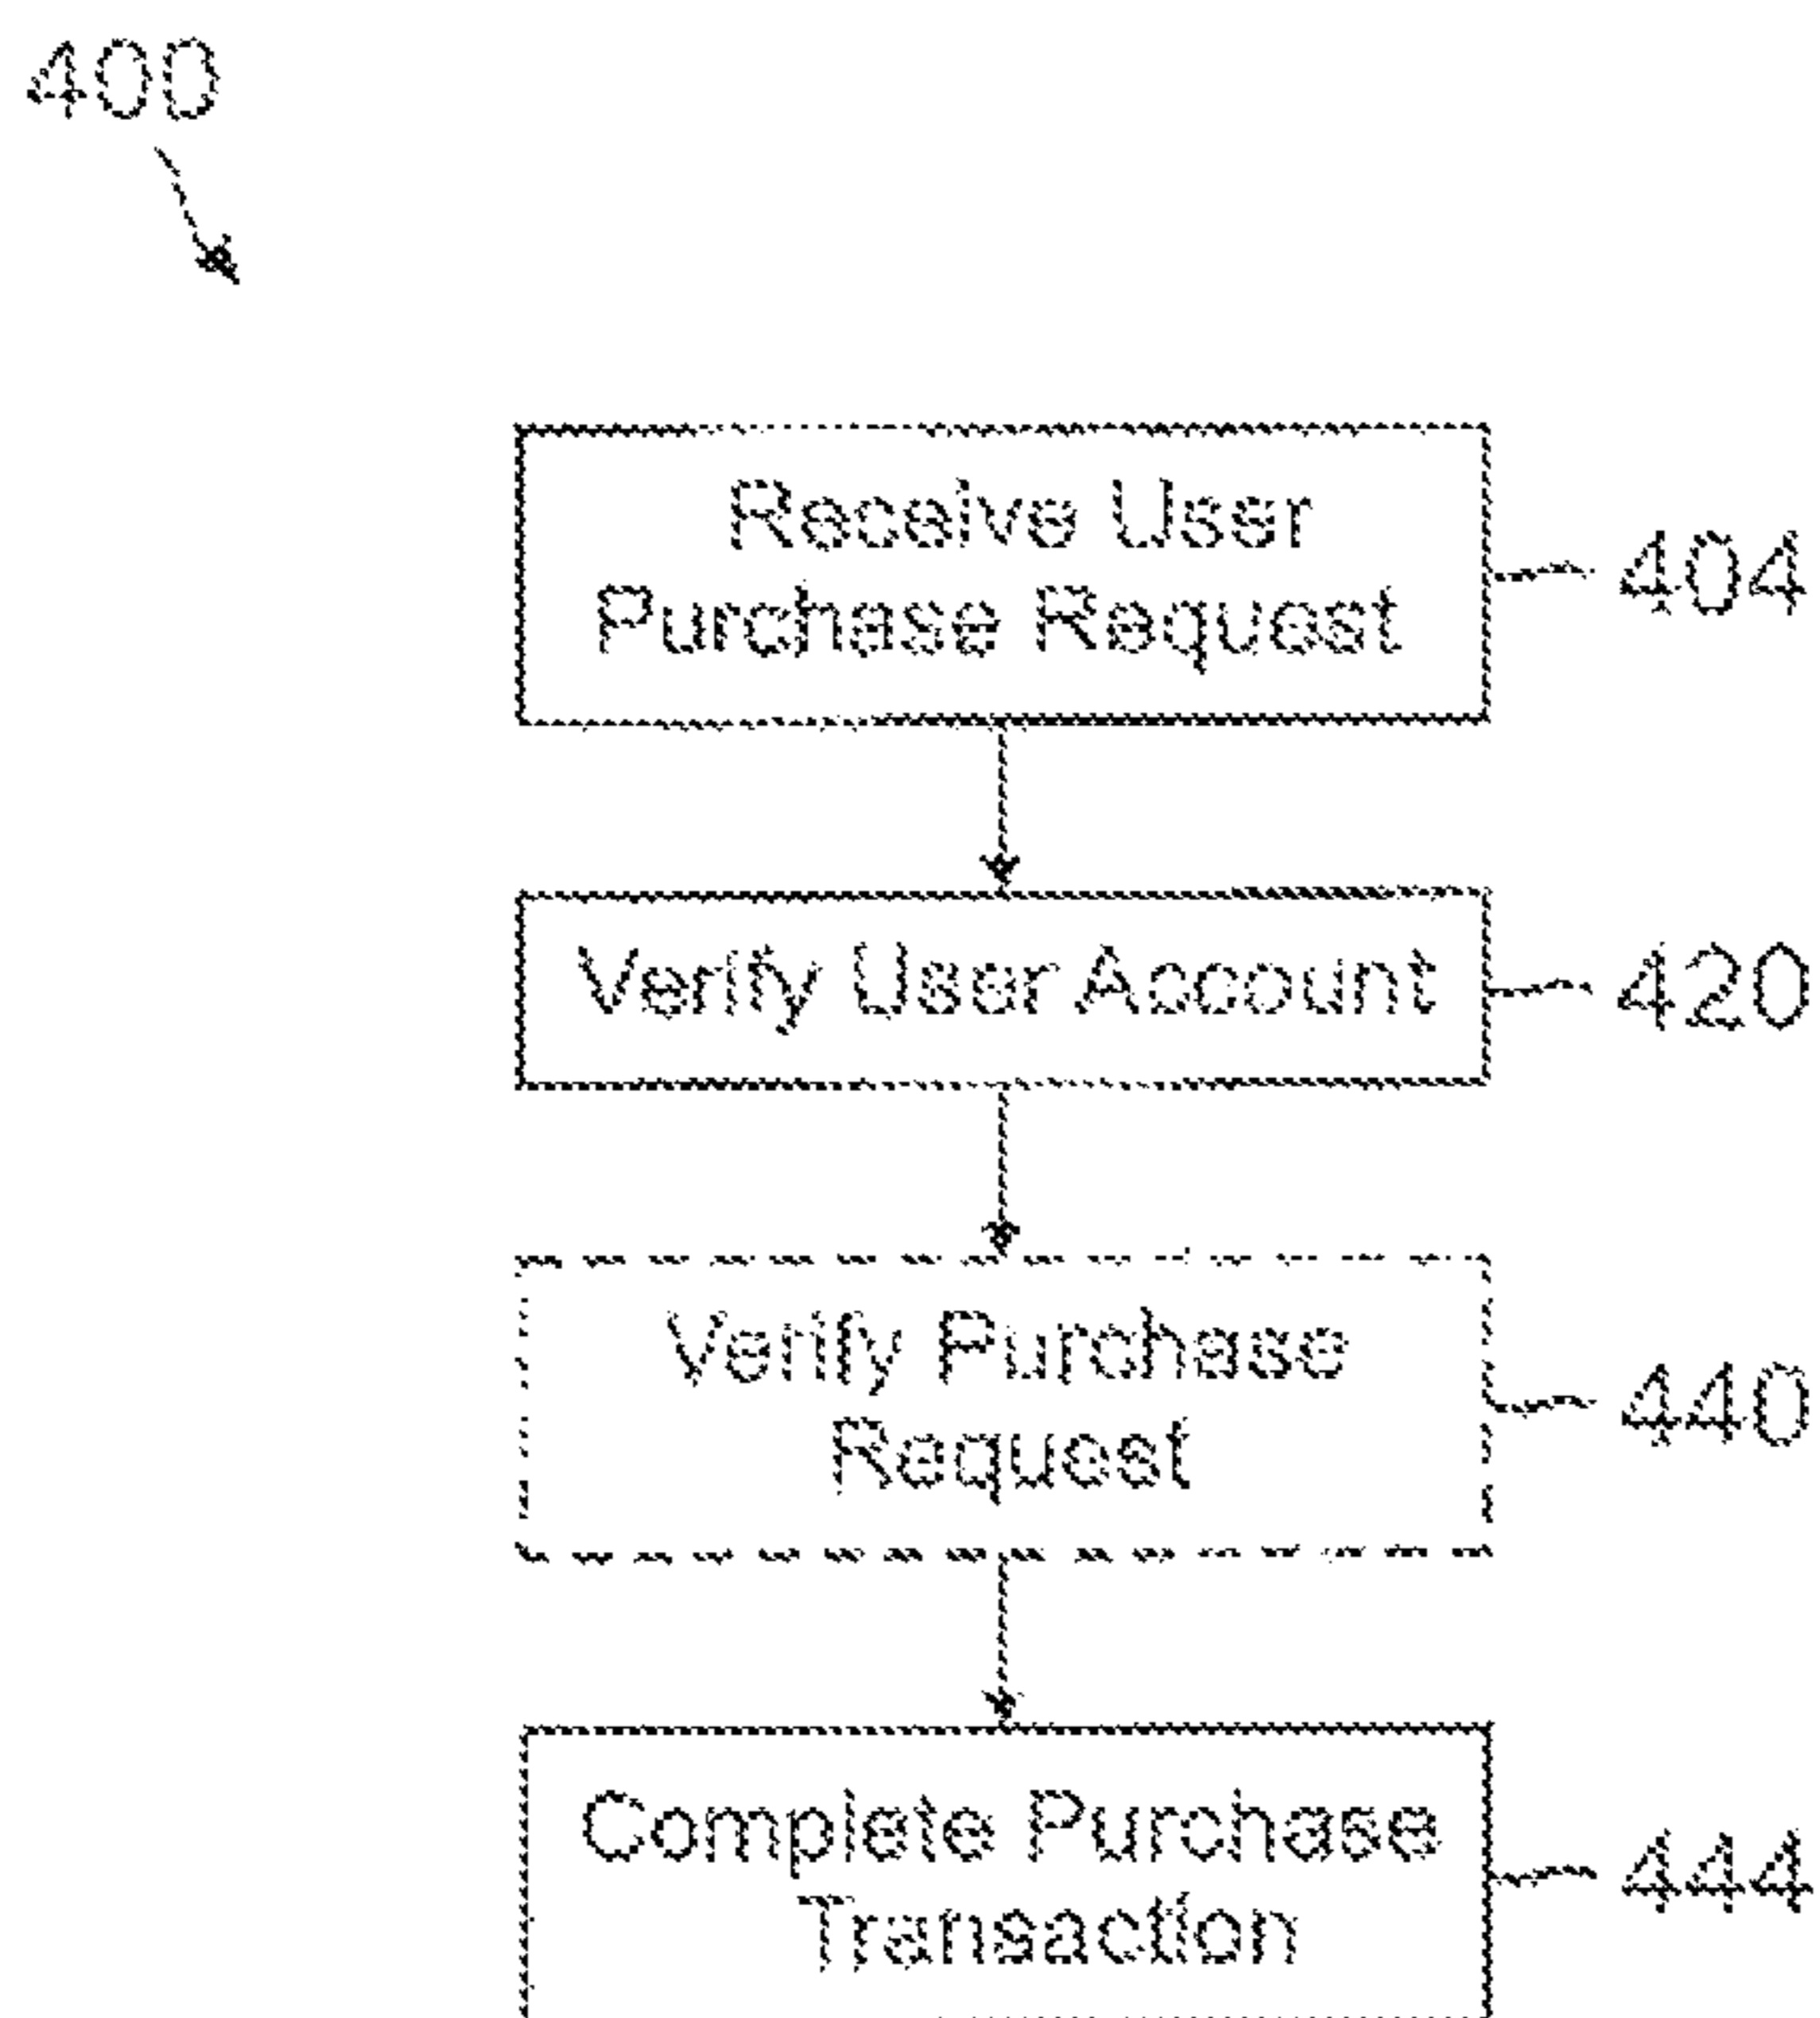 400
Receive User
Purchase Request
404
Verify User Account
420
Verify Purchase
Request
440
Complete Purchase
Transaction
444